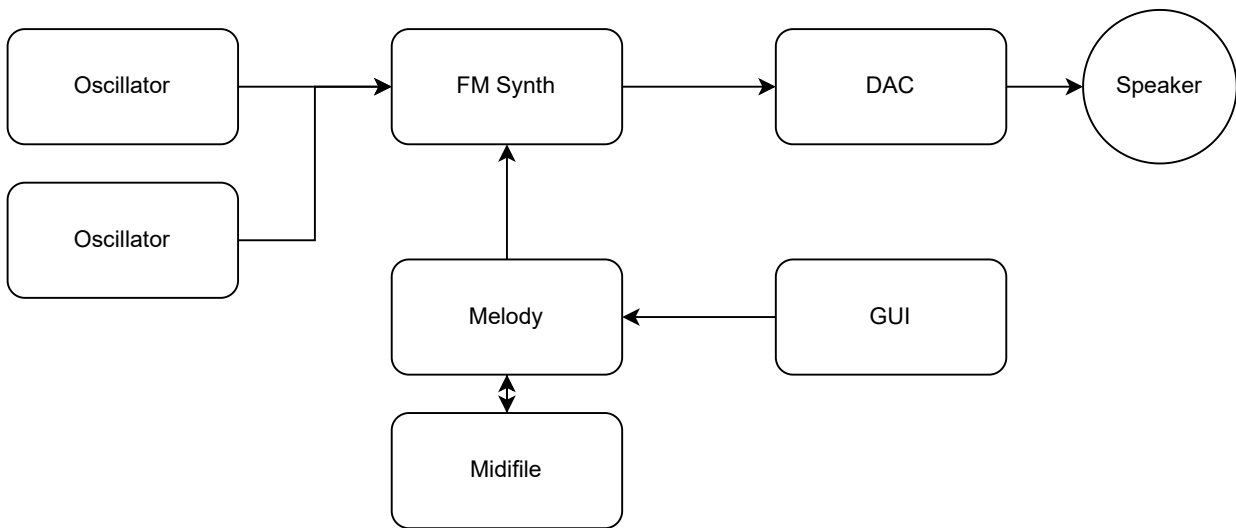 Oscillator
FM Synth
DAC
Speaker
Oscillator
Melody
GUI
Midifile